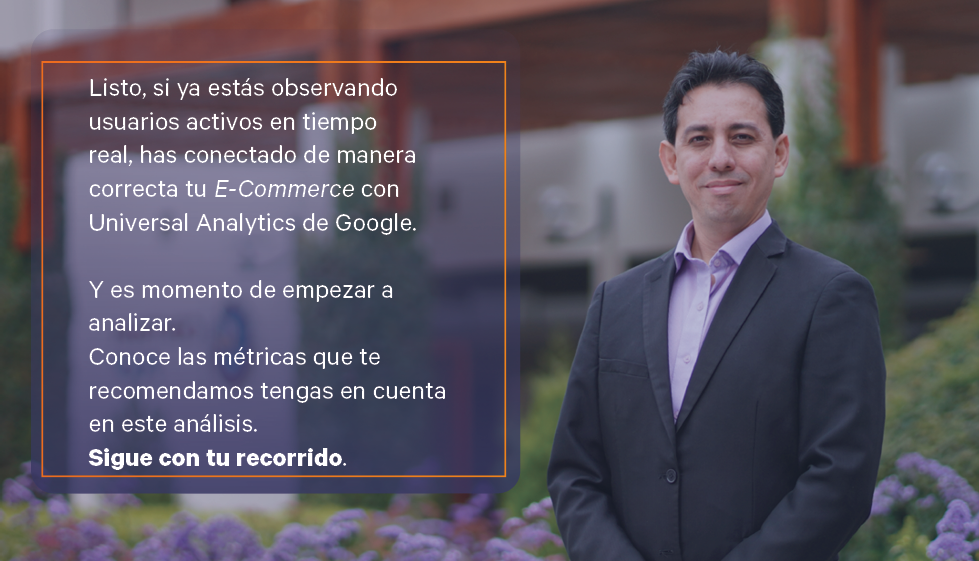 Listo, si ya estás observando
usuarios activos en tiempo
real, has conectado de manera
correcta tu E-Commerce con
Universal Analytics de Google.
Y es momento de empezar a
analizar.
Conoce las métricas que te
recomendamos tengas en cuenta
en este análisis.
Sigue con tu recorrido.